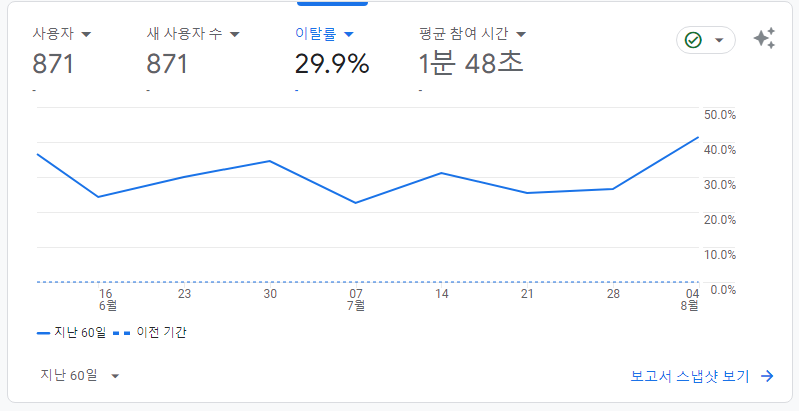 사용자 새 사용자 수 이탈률 평균 참여 시간
871 871 29.9% 1분 48초
- - - -
50.0%
40.0%
30.0%
20.0%
10.0%
0.0%
16 23 30 07 14 21 28 04
6월 7월 8월
지난 60일 이전 기간
지난 60일 보고서 스냅샷 보기